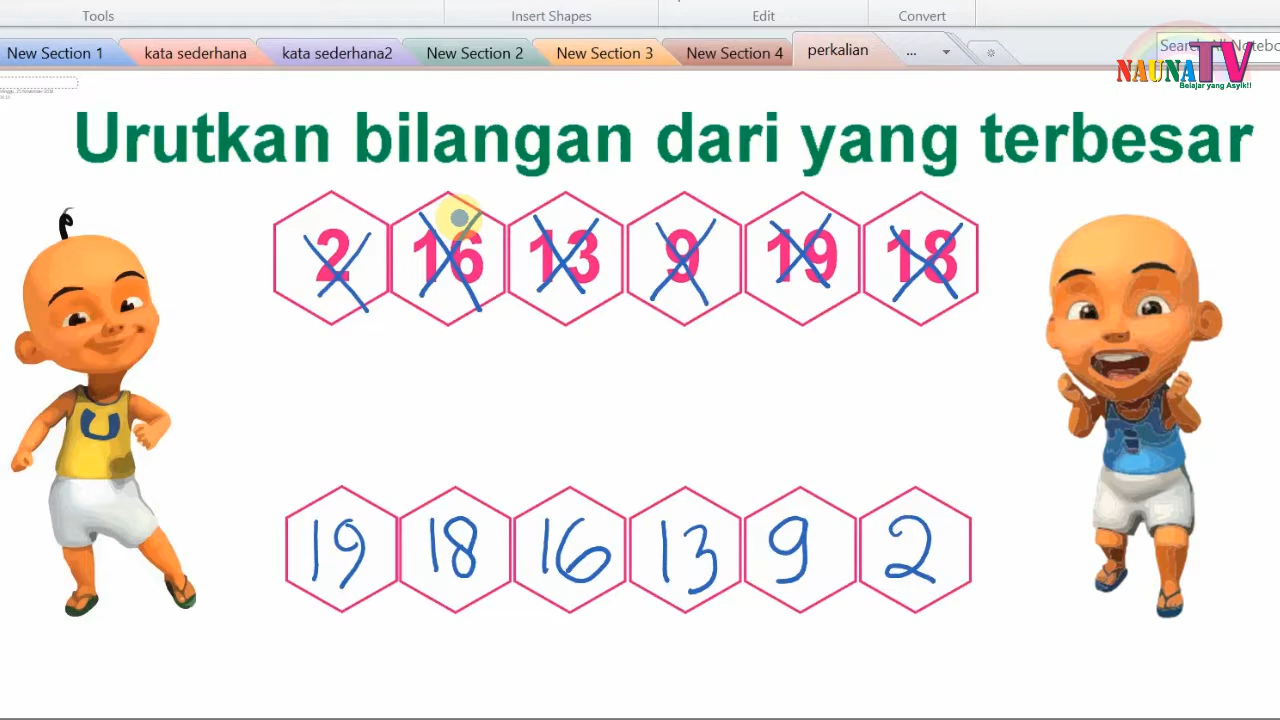 Tools Insert Shapes Edit Convert
New Section 1 kata sederhana kata sederhana2 New Section 2 New Section 3 New Section 4 perkalian ...
NAUNATV
Belajar yang Asyik!!
Urutkan bilangan dari yang terbesar
2 16 13 9 19 18
U
19 18 16 13 9 2